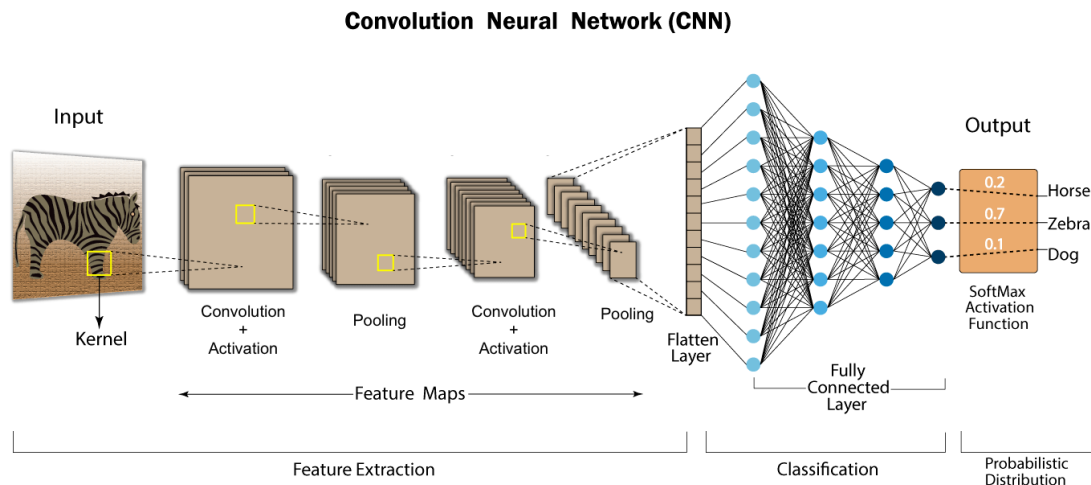 Convolution Neural Network (CNN)
Input
Kernel
Convolution
+
Activation
Pooling
Convolution
+
Activation
Pooling
Flatten
Layer
Feature Maps
Fully
Connected
Layer
Output
0.2
Horse
0.7
Zebra
0.1
Dog
SoftMax
Activation
Function
Feature Extraction
Classification
Probabilistic
Distribution